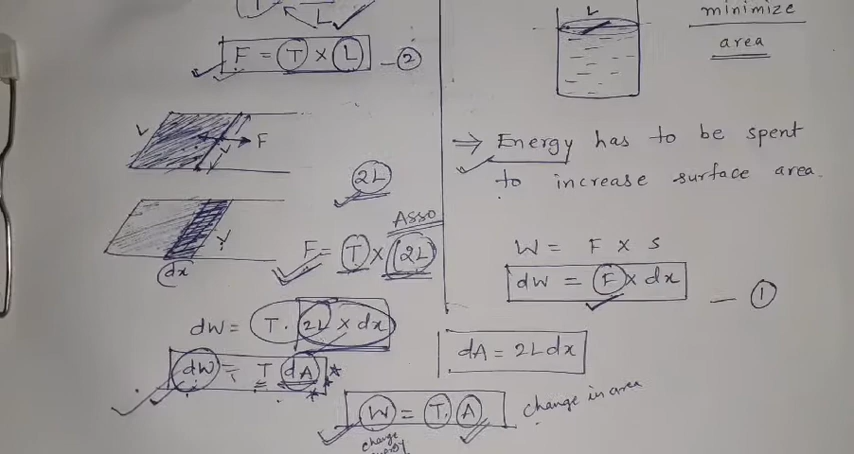 L
F = T × L — 2
F
2L
dx
Asso
F = T × 2L
dW = T. 2L × dx
dW = T dA
L
minimize
area
⇒ Energy has to be spent
to increase surface area.
W = F × S
dW = F × dx — 1
dA = 2L dx
W = T. A change in area
change